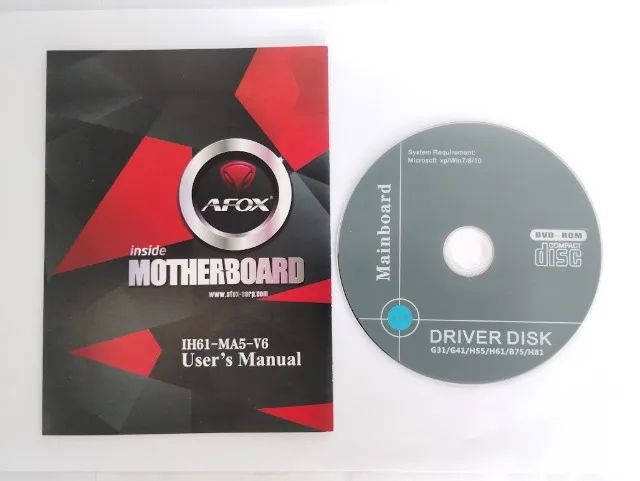 AFOX
inside
MOTHERBOARD
www.afox-corp.com
IH61-MA5-V6
User's Manual
System Requirement:
Microsoft xp/Win7/8/10
Mainboard
DVD-ROM
COMPACT
disc
DRIVER DISK
G31/G41/H55/H61/B75/H81